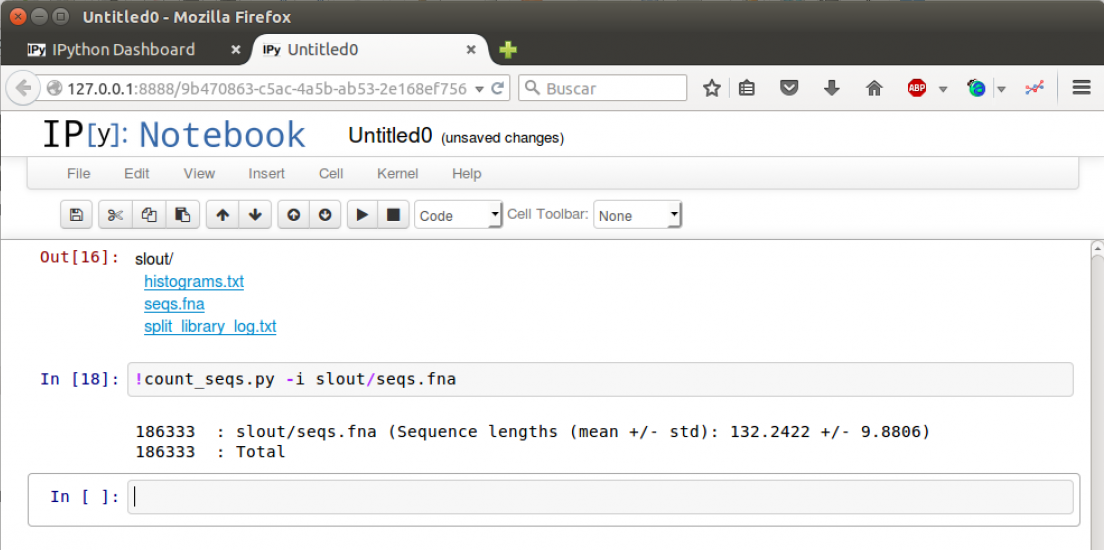 Untitled0 - Mozilla Firefox
IPy IPython Dashboard × IPy Untitled0 ×
127.0.0.1:8888/9b470863-c5ac-4a5b-ab53-2e168ef756 Buscar ABP
IP[y]: Notebook Untitled0 (unsaved changes)
File Edit View Insert Cell Kernel Help
Code Cell Toolbar: None
Out[16]: slout/
histograms.txt
seqs.fna
split_library_log.txt
In [18]: !count_seqs.py -i slout/seqs.fna
186333 : slout/seqs.fna (Sequence lengths (mean +/- std): 132.2422 +/- 9.8806)
186333 : Total
In [ ]: